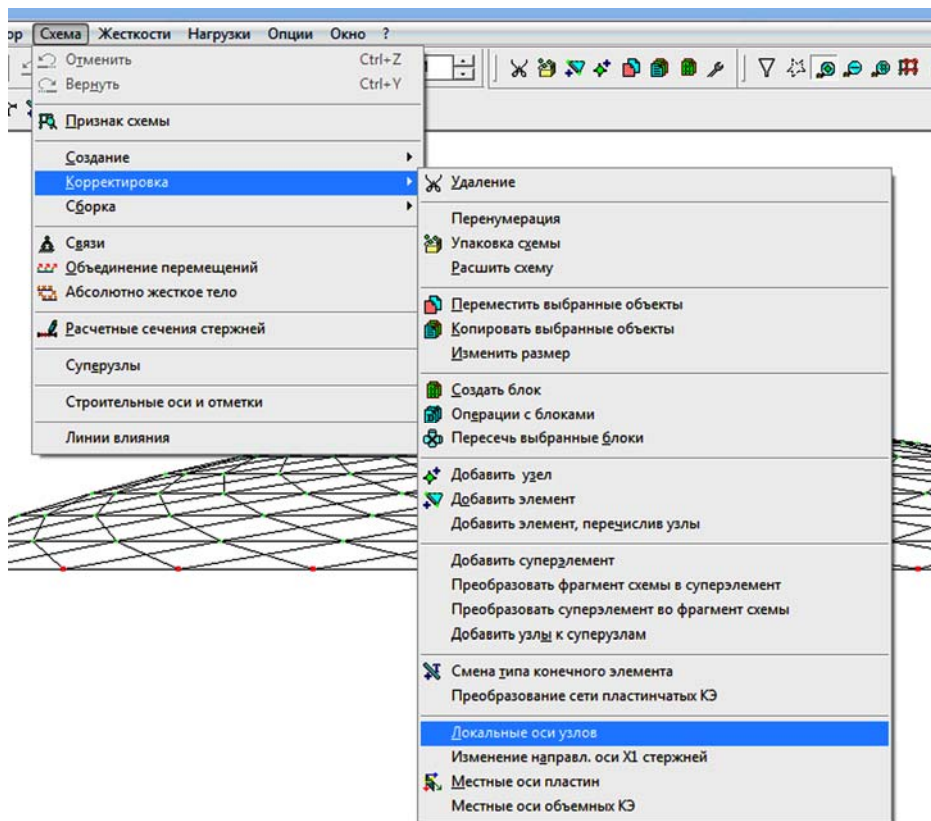 ор Схема Жесткости Нагрузки Опции Окно ?
Отменить Ctrl+Z
Вернуть Ctrl+Y
Признак схемы
Создание
Корректировка
Сборка
Связи
Объединение перемещений
Абсолютно жесткое тело
Расчетные сечения стержней
Суперузлы
Строительные оси и отметки
Линии влияния
Удаление
Перенумерация
Упаковка схемы
Расшить схему
Переместить выбранные объекты
Копировать выбранные объекты
Изменить размер
Создать блок
Операции с блоками
Пересечь выбранные блоки
Добавить узел
Добавить элемент
Добавить элемент, перечислив узлы
Добавить суперэлемент
Преобразовать фрагмент схемы в суперэлемент
Преобразовать суперэлемент во фрагмент схемы
Добавить узлы к суперузлам
Смена типа конечного элемента
Преобразование сети пластинчатых КЭ
Локальные оси узлов
Изменение направл. оси X1 стержней
Местные оси пластин
Местные оси объемных КЭ